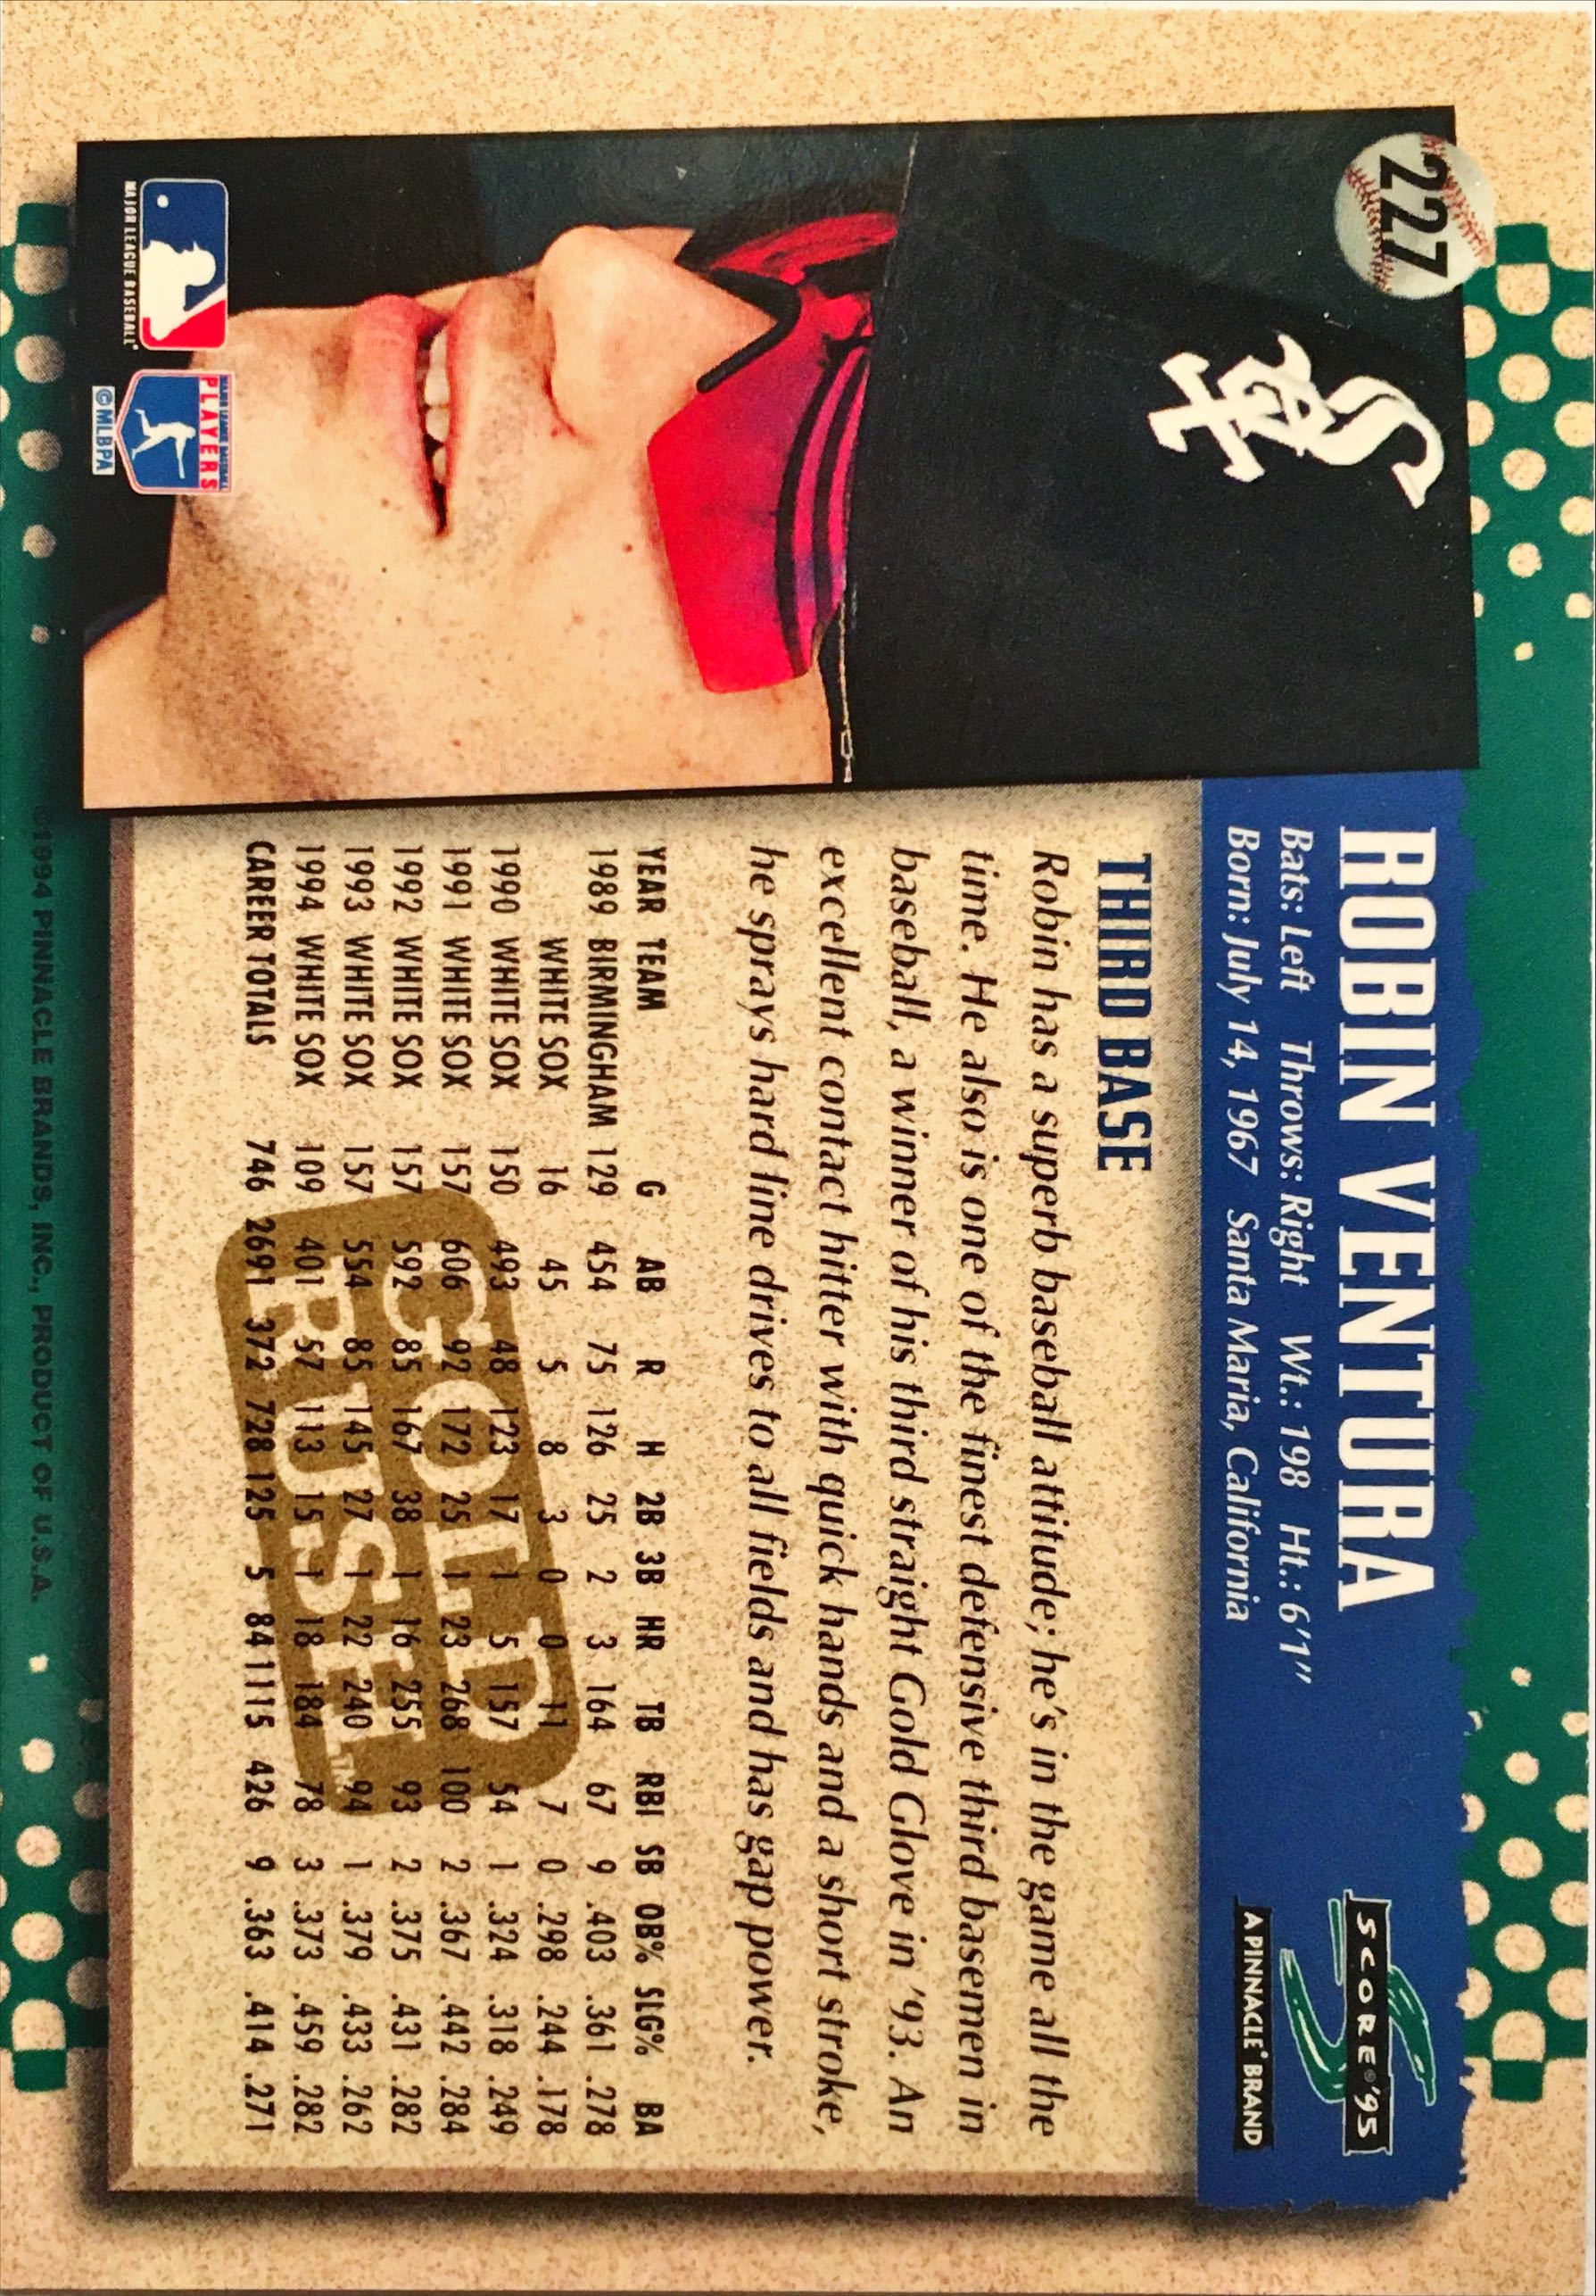 227
ROBIN VENTURA
Bats: Left Throws: Right Wt.: 198 Ht.: 6'1"
Born: July 14, 1967 Santa Maria, California
SCORE®'95
A PINNACLE® BRAND
THIRD BASE
Robin has a superb baseball attitude; he's in the game all the
time. He also is one of the finest defensive third basemen in
baseball, a winner of his third straight Gold Glove in '93. An
excellent contact hitter with quick hands and a short stroke,
he sprays hard line drives to all fields and has gap power.
YEAR TEAM G AB R H 2B 3B HR TB RBI SB OB% SLG% BA
1989 BIRMINGHAM 129 454 75 126 25 2 3 164 67 9 .403 .361 .278
WHITE SOX 16 45 5 8 3 0 0 11 7 0 .298 .244 .178
1990 WHITE SOX 150 493 48 123 17 1 5 157 54 1 .324 .318 .249
1991 WHITE SOX 157 606 92 172 25 1 23 268 100 2 .367 .442 .284
1992 WHITE SOX 157 592 85 167 38 1 16 255 93 2 .375 .431 .282
1993 WHITE SOX 157 554 85 145 27 1 22 240 94 1 .379 .433 .262
1994 WHITE SOX 109 401 57 113 15 1 18 184 78 3 .373 .459 .282
CAREER TOTALS 746 2691 372 728 125 5 84 1115 426 9 .363 .414 .271
GOLD
RUSH™
SOX
MAJOR LEAGUE BASEBALL®
MAJOR LEAGUE BASEBALL
PLAYERS
©MLBPA
©1994 PINNACLE BRANDS, INC., PRODUCT OF U.S.A.